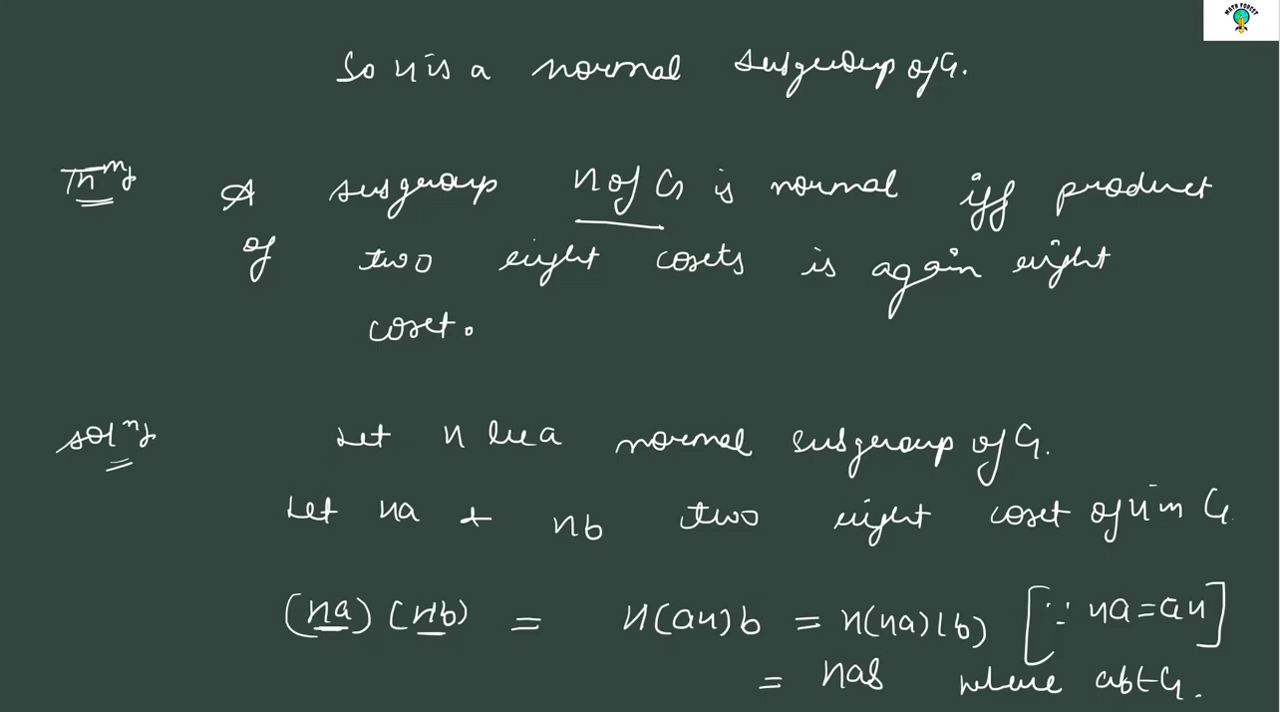 MATH FOREST
So H is a normal subgroup of G.
Thm A subgroup H of G is normal iff product
of two right cosets is again right
coset.
Soln Let H be a normal subgroup of G.
Let Ha + Hb two right coset of H in G
(Ha) (Hb) = H(aH)b = H(Ha)(b) [∵ Ha = aH]
= Hab where ab ∈ G.